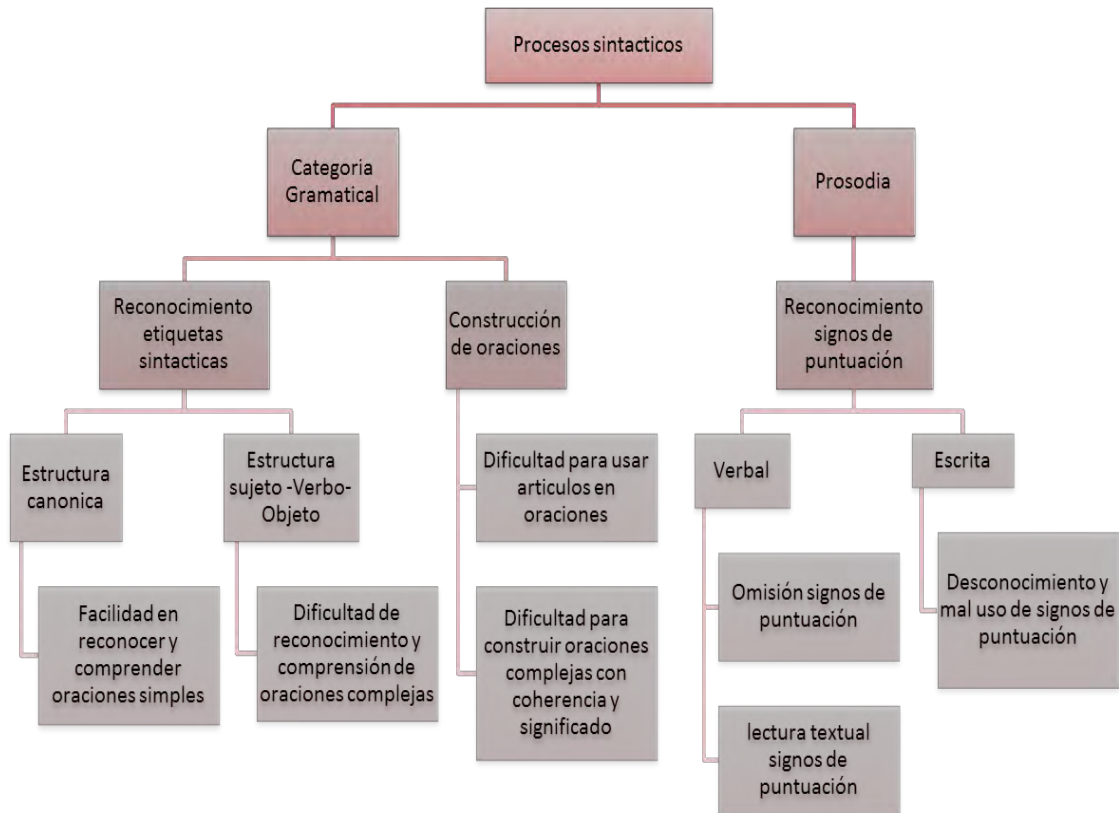 Procesos sintacticos
Categoria
Gramatical
Prosodia
Reconocimiento
etiquetas
sintacticas
Construcción
de oraciones
Reconocimiento
signos de
puntuación
Estructura
canonica
Estructura
sujeto -Verbo-
Objeto
Dificultad para usar
articulos en
oraciones
Verbal
Escrita
Facilidad en
reconocer y
comprender
oraciones simples
Dificultad de
reconocimiento y
comprensión de
oraciones complejas
Dificultad para
construir oraciones
complejas con
coherencia y
significado
Omisión signos de
puntuación
Desconocimiento y
mal uso de signos de
puntuación
lectura textual
signos de
puntuación